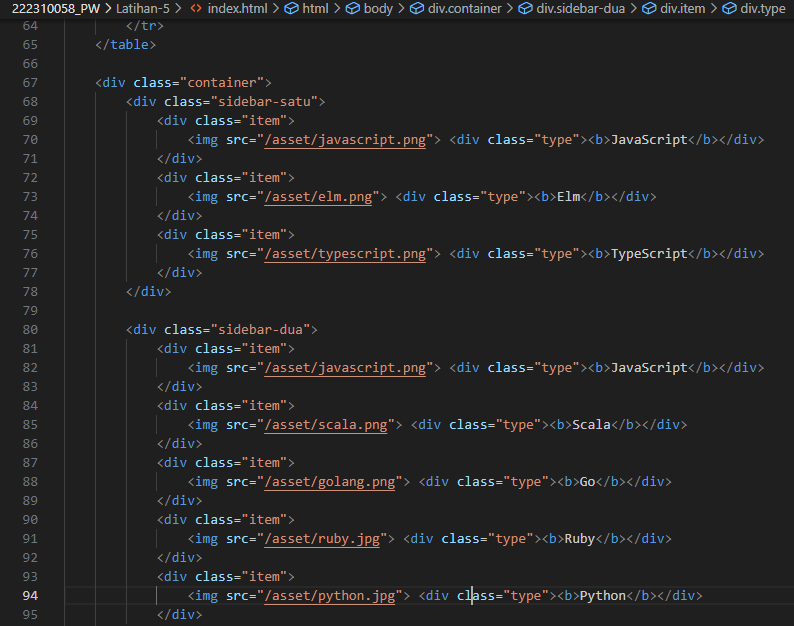 222310058_PW > Latihan-5 > <> index.html > html > body > div.container > div.sidebar-dua > div.item > div.type
64 </tr>
65 </table>
66
67 <div class="container">
68 <div class="sidebar-satu">
69 <div class="item">
70 <img src="/asset/javascript.png"> <div class="type"><b>JavaScript</b></div>
71 </div>
72 <div class="item">
73 <img src="/asset/elm.png"> <div class="type"><b>Elm</b></div>
74 </div>
75 <div class="item">
76 <img src="/asset/typescript.png"> <div class="type"><b>TypeScript</b></div>
77 </div>
78 </div>
79
80 <div class="sidebar-dua">
81 <div class="item">
82 <img src="/asset/javascript.png"> <div class="type"><b>JavaScript</b></div>
83 </div>
84 <div class="item">
85 <img src="/asset/scala.png"> <div class="type"><b>Scala</b></div>
86 </div>
87 <div class="item">
88 <img src="/asset/golang.png"> <div class="type"><b>Go</b></div>
89 </div>
90 <div class="item">
91 <img src="/asset/ruby.jpg"> <div class="type"><b>Ruby</b></div>
92 </div>
93 <div class="item">
94 <img src="/asset/python.jpg"> <div class="type"><b>Python</b></div>
95 </div>